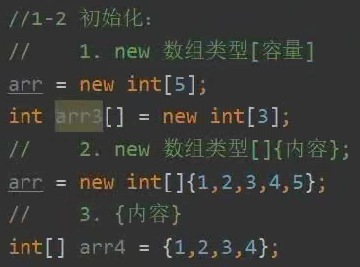 //1-2 初始化:
//   1. new 数组类型[容量]
arr = new int[5];
int arr3[] = new int[3];
//   2. new 数组类型[]{内容};
arr = new int[]{1,2,3,4,5};
//   3. {内容}
int[] arr4 = {1,2,3,4};